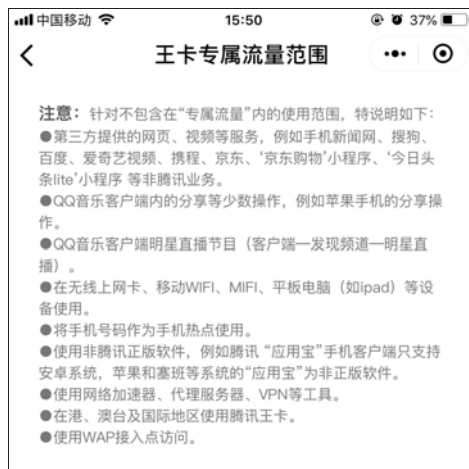 中国移动 15:50 37%
王卡专属流量范围
注意：针对不包含在“专属流量”内的使用范围，特说明如下：
●第三方提供的网页、视频等服务，例如手机新闻网、搜狗、
百度、爱奇艺视频、携程、京东、‘京东购物’小程序、‘今日头
条lite’小程序 等非腾讯业务。
●QQ音乐客户端内的分享等少数操作，例如苹果手机的分享操
作。
●QQ音乐客户端明星直播节目（客户端—发现频道—明星直
播）。
●在无线上网卡、移动WIFI、MIFI、平板电脑（如ipad）等设
备使用。
●将手机号码作为手机热点使用。
●使用非腾讯正版软件，例如腾讯 “应用宝”手机客户端只支持
安卓系统，苹果和塞班等系统的“应用宝”为非正版软件。
●使用网络加速器、代理服务器、VPN等工具。
●在港、澳台及国际地区使用腾讯王卡。
●使用WAP接入点访问。